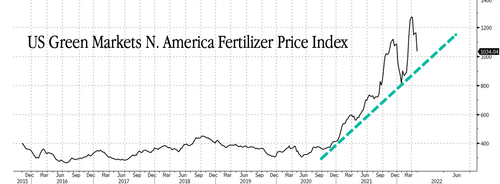 US Green Markets N. America Fertilizer Price Index
1200
1034.04
800
600
400
Dec Mar Jun Sep Dec Mar Jun Sep Dec Mar Jun Sep Dec Mar Jun Sep Dec Mar Jun Sep Dec Mar Jun Sep Dec Mar Jun
2015 2016 2017 2018 2019 2020 2021 2022